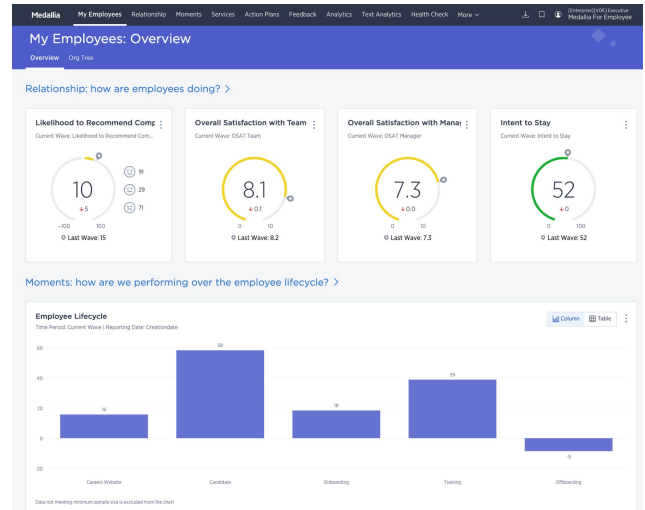 Medallia My Employees Relationship Moments Services Action Plans Feedback Analytics Text Analytics Health Check More
[Enterprise][VOE] Executive
Medallia For Employee
My Employees: Overview
Overview Org Tree
Relationship: how are employees doing? >
Likelihood to Recommend Comp
Current Wave: Likelihood to Recommend Com...
10
↓5
-100 100
Last Wave: 15
91
29
71
Overall Satisfaction with Team
Current Wave: OSAT Team
8.1
↓0.1
0 10
Last Wave: 8.2
Overall Satisfaction with Mana
Current Wave: OSAT Manager
7.3
↓0.0
0 10
Last Wave: 7.3
Intent to Stay
Current Wave: Intent to Stay
52
↓0
0 100
Last Wave: 52
Moments: how are we performing over the employee lifecycle? >
Employee Lifecycle
Time Period: Current Wave | Reporting Date: Creationdate
Column Table
60
40
20
0
-20
16
39
-9
Careers Website Candidate Onboarding Training Offboarding
Data not meeting minimum sample size is excluded from the chart